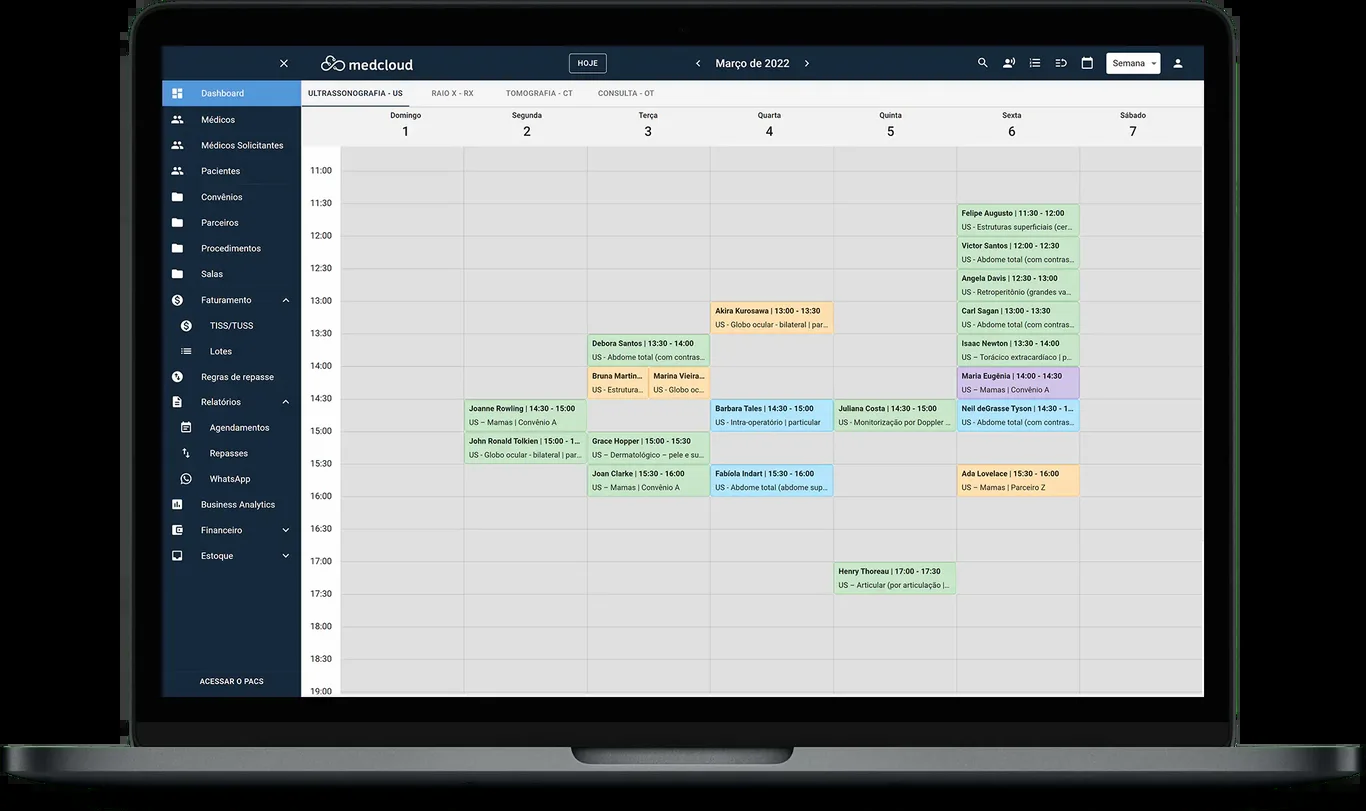 medcloud
HOJE
Março de 2022
Semana
Dashboard
Médicos
Médicos Solicitantes
Pacientes
Convênios
Parceiros
Procedimentos
Salas
Faturamento
TISS/TUSS
Lotes
Regras de repasse
Relatórios
Agendamentos
Repasses
WhatsApp
Business Analytics
Financeiro
Estoque
ACESSAR O PACS
ULTRASSONOGRAFIA - US
RAIO X - RX
TOMOGRAFIA - CT
CONSULTA - OT
Domingo
1
Segunda
2
Terça
3
Quarta
4
Quinta
5
Sexta
6
Sábado
7
11:00
11:30
12:00
12:30
13:00
13:30
14:00
14:30
15:00
15:30
16:00
16:30
17:00
17:30
18:00
18:30
19:00
Joanne Rowling | 14:30 - 15:00
US – Mamas | Convênio A
John Ronald Tolkien | 15:00 - 1...
US - Globo ocular - bilateral | par...
Debora Santos | 13:30 - 14:00
US - Abdome total (com contras...
Bruna Martin...
US - Estrutura...
Marina Vieira...
US - Globo oc...
Grace Hopper | 15:00 - 15:30
US – Dermatológico – pele e su...
Joan Clarke | 15:30 - 16:00
US – Mamas | Convênio A
Akira Kurosawa | 13:00 - 13:30
US - Globo ocular - bilateral | par...
Barbara Tales | 14:30 - 15:00
US - Intra-operatório | particular
Fabíola Indart | 15:30 - 16:00
US - Abdome total (abdome sup...
Juliana Costa | 14:30 - 15:00
US - Monitorização por Doppler ...
Henry Thoreau | 17:00 - 17:30
US – Articular (por articulação |...
Felipe Augusto | 11:30 - 12:00
US - Estruturas superficiais (cer...
Victor Santos | 12:00 - 12:30
US - Abdome total (com contras...
Angela Davis | 12:30 - 13:00
US - Retroperitônio (grandes va...
Carl Sagan | 13:00 - 13:30
US - Abdome total (com contras...
Isaac Newton | 13:30 - 14:00
US – Torácico extracardíaco | p...
Maria Eugênia | 14:00 - 14:30
US – Mamas | Convênio A
Neil deGrasse Tyson | 14:30 - 1...
US - Abdome total (com contras...
Ada Lovelace | 15:30 - 16:00
US – Mamas | Parceiro Z